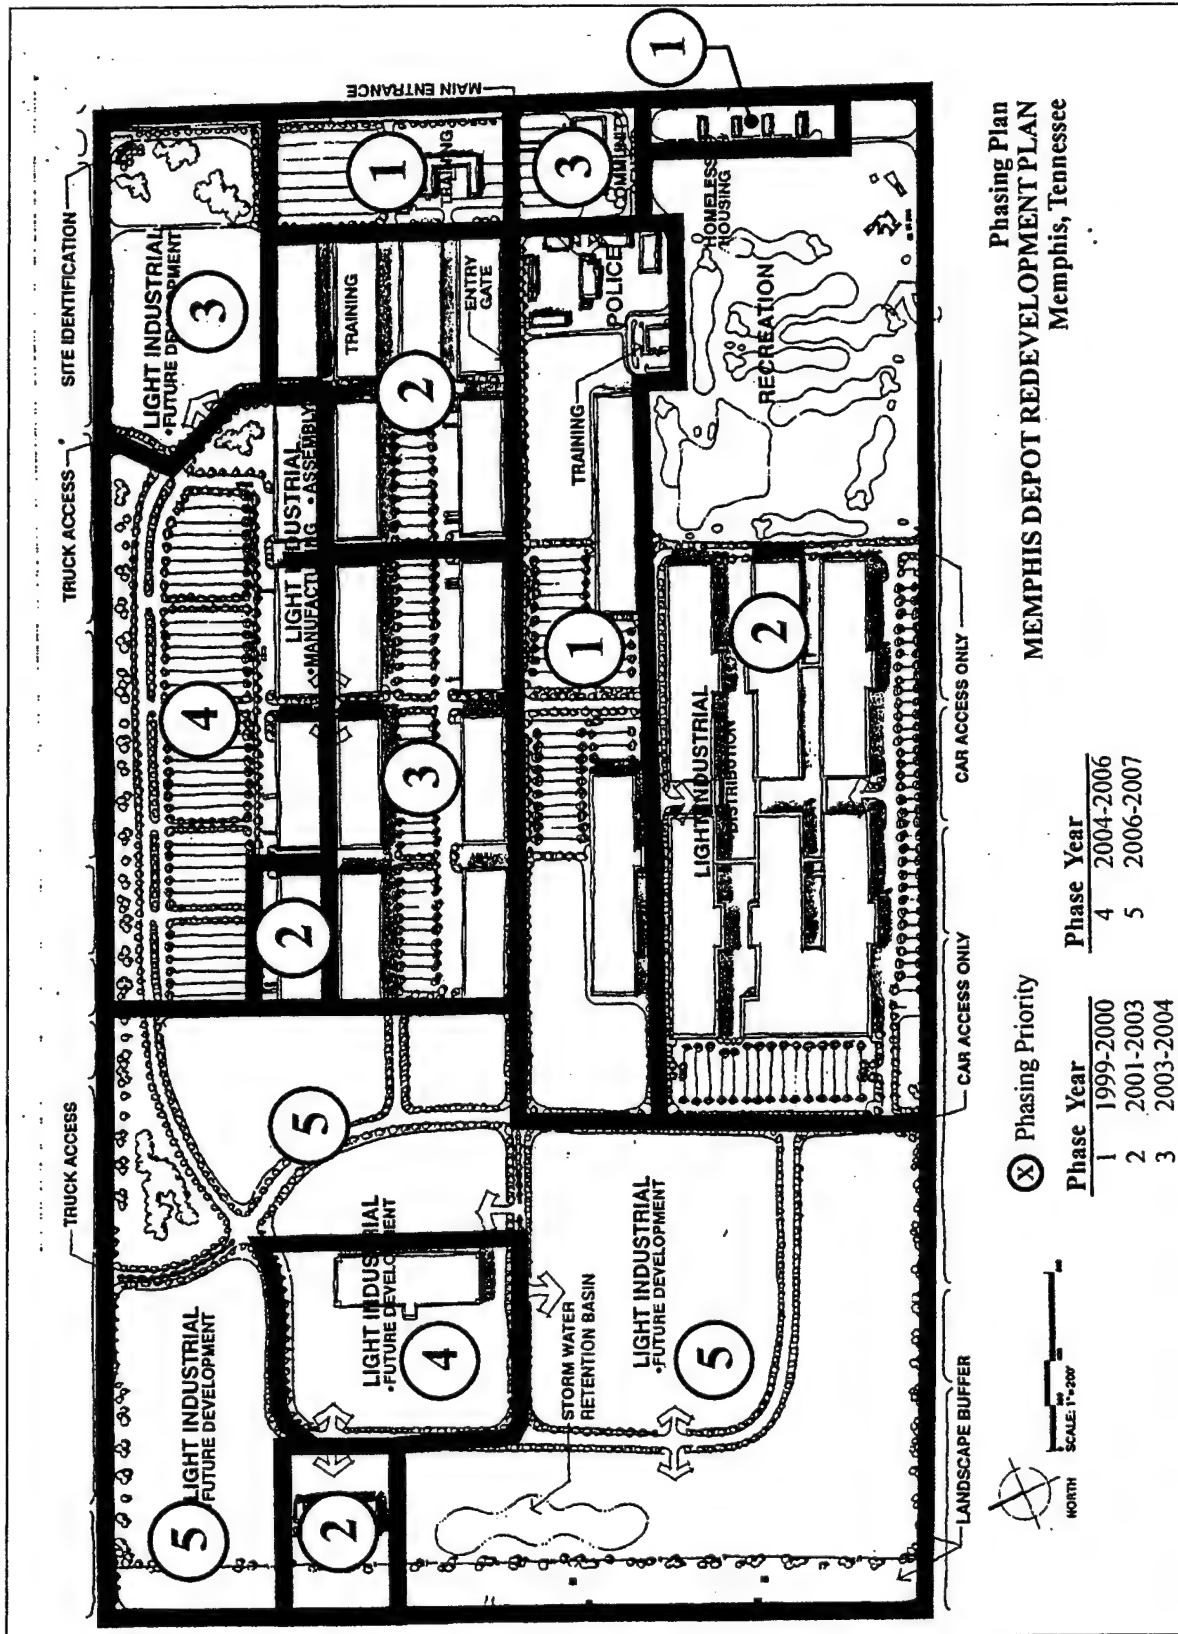 TRUCK ACCESS
TRUCK ACCESS
SITE IDENTIFICATION
MAIN ENTRANCE
1
5
LIGHT INDUSTRIAL
FUTURE DEVELOPMENT
2
4
LIGHT INDUSTRIAL
•FUTURE DEVELOPMENT
5
2
4
3
LIGHT INDUSTRIAL
•MANUFACTURING •ASSEMBLY
3
LIGHT INDUSTRIAL
•FUTURE DEVELOPMENT
TRAINING
2
ENTRY
GATE
1
TRAINING
3
STORM WATER
RETENTION BASIN
LIGHT INDUSTRIAL
•FUTURE DEVELOPMENT
5
1
TRAINING
POLICE
HOMELESS
HOUSING
LIGHT INDUSTRIAL
DISTRIBUTION
2
RECREATION
LANDSCAPE BUFFER
CAR ACCESS ONLY
CAR ACCESS ONLY
NORTH
SCALE: 1"=200'
X Phasing Priority
Phase Year
1 1999-2000
2 2001-2003
3 2003-2004
Phase Year
4 2004-2006
5 2006-2007
Phasing Plan
MEMPHIS DEPOT REDEVELOPMENT PLAN
Memphis, Tennessee